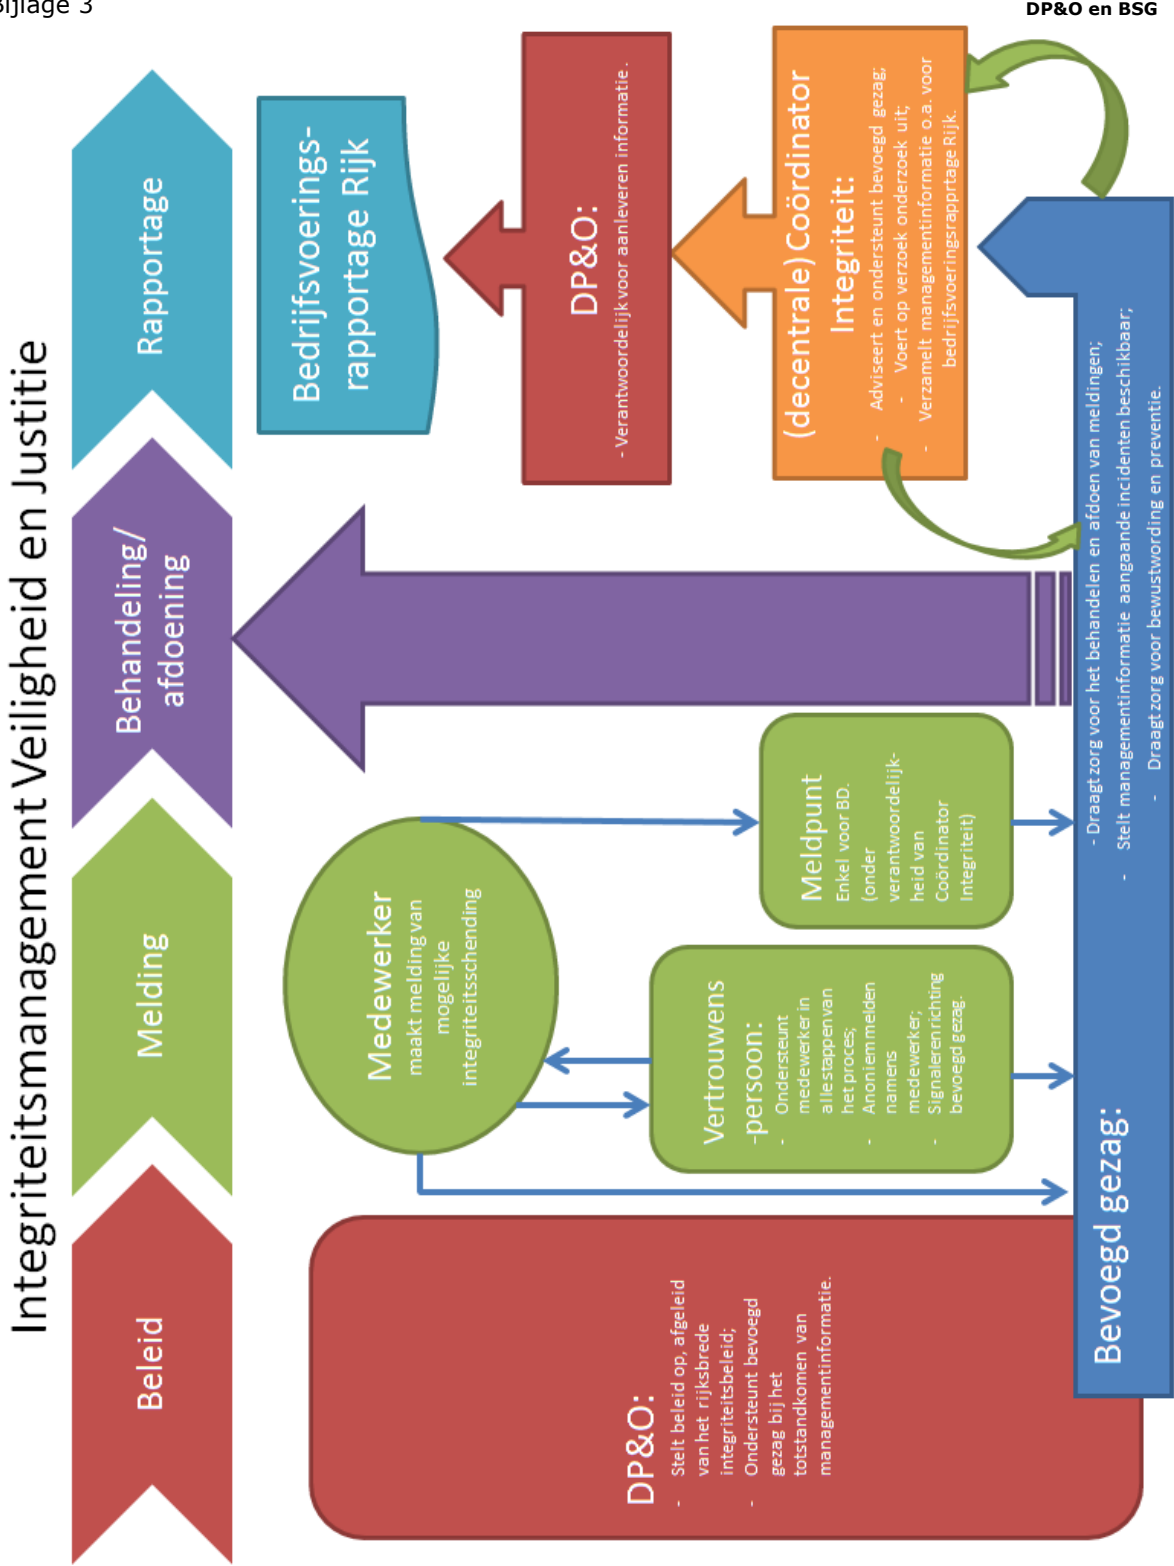 Bijlage 3
DP&O en BSG
Integriteitsmanagement Veiligheid en Justitie
Beleid
Melding
Behandeling/
afdoening
Rapportage
DP&O:
- Stelt beleid op, afgeleid
van het rijksbrede
integriteitsbeleid;
- Ondersteunt bevoegd
gezag bij het
totstandkomen van
managementinformatie.
Medewerker
maakt melding van
mogelijke
integriteitsschending
Vertrouwens
-persoon:
- Ondersteunt
medewerker in
alle stappen van
het proces;
- Anoniem melden
namens
medewerker;
- Signaleren richting
bevoegd gezag.
Meldpunt
Enkel voor BD.
(onder
verantwoordelijk-
heid van
Coördinator
Integriteit)
Bedrijfsvoerings-
rapportage Rijk
DP&O:
- Verantwoordelijk voor aanleveren informatie.
(decentrale) Coördinator
Integriteit:
- Adviseert en ondersteunt bevoegd gezag;
- Voert op verzoek onderzoek uit;
- Verzamelt managementinformatie o.a. voor
bedrijfsvoeringsrapprtage Rijk.
Bevoegd gezag:
- Draagt zorg voor het behandelen en afdoen van meldingen;
- Stelt managementinformatie aangaande incidenten beschikbaar;
- Draagt zorg voor bewustwording en preventie.